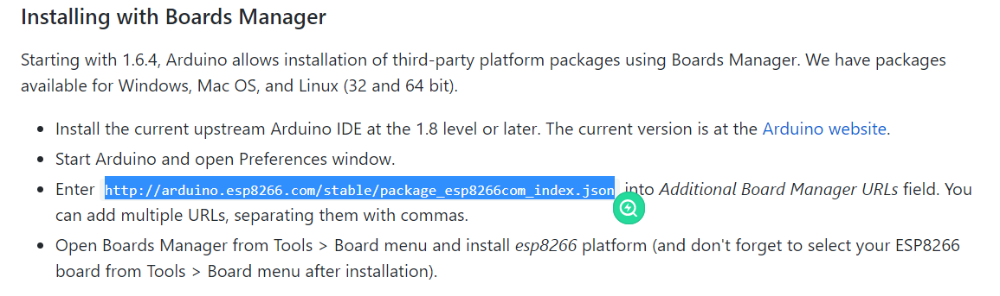 Installing with Boards Manager
Starting with 1.6.4, Arduino allows installation of third-party platform packages using Boards Manager. We have packages
available for Windows, Mac OS, and Linux (32 and 64 bit).
• Install the current upstream Arduino IDE at the 1.8 level or later. The current version is at the Arduino website.
• Start Arduino and open Preferences window.
• Enter http://arduino.esp8266.com/stable/package_esp8266com_index.json into Additional Board Manager URLs field. You
can add multiple URLs, separating them with commas.
• Open Boards Manager from Tools > Board menu and install esp8266 platform (and don't forget to select your ESP8266
board from Tools > Board menu after installation).